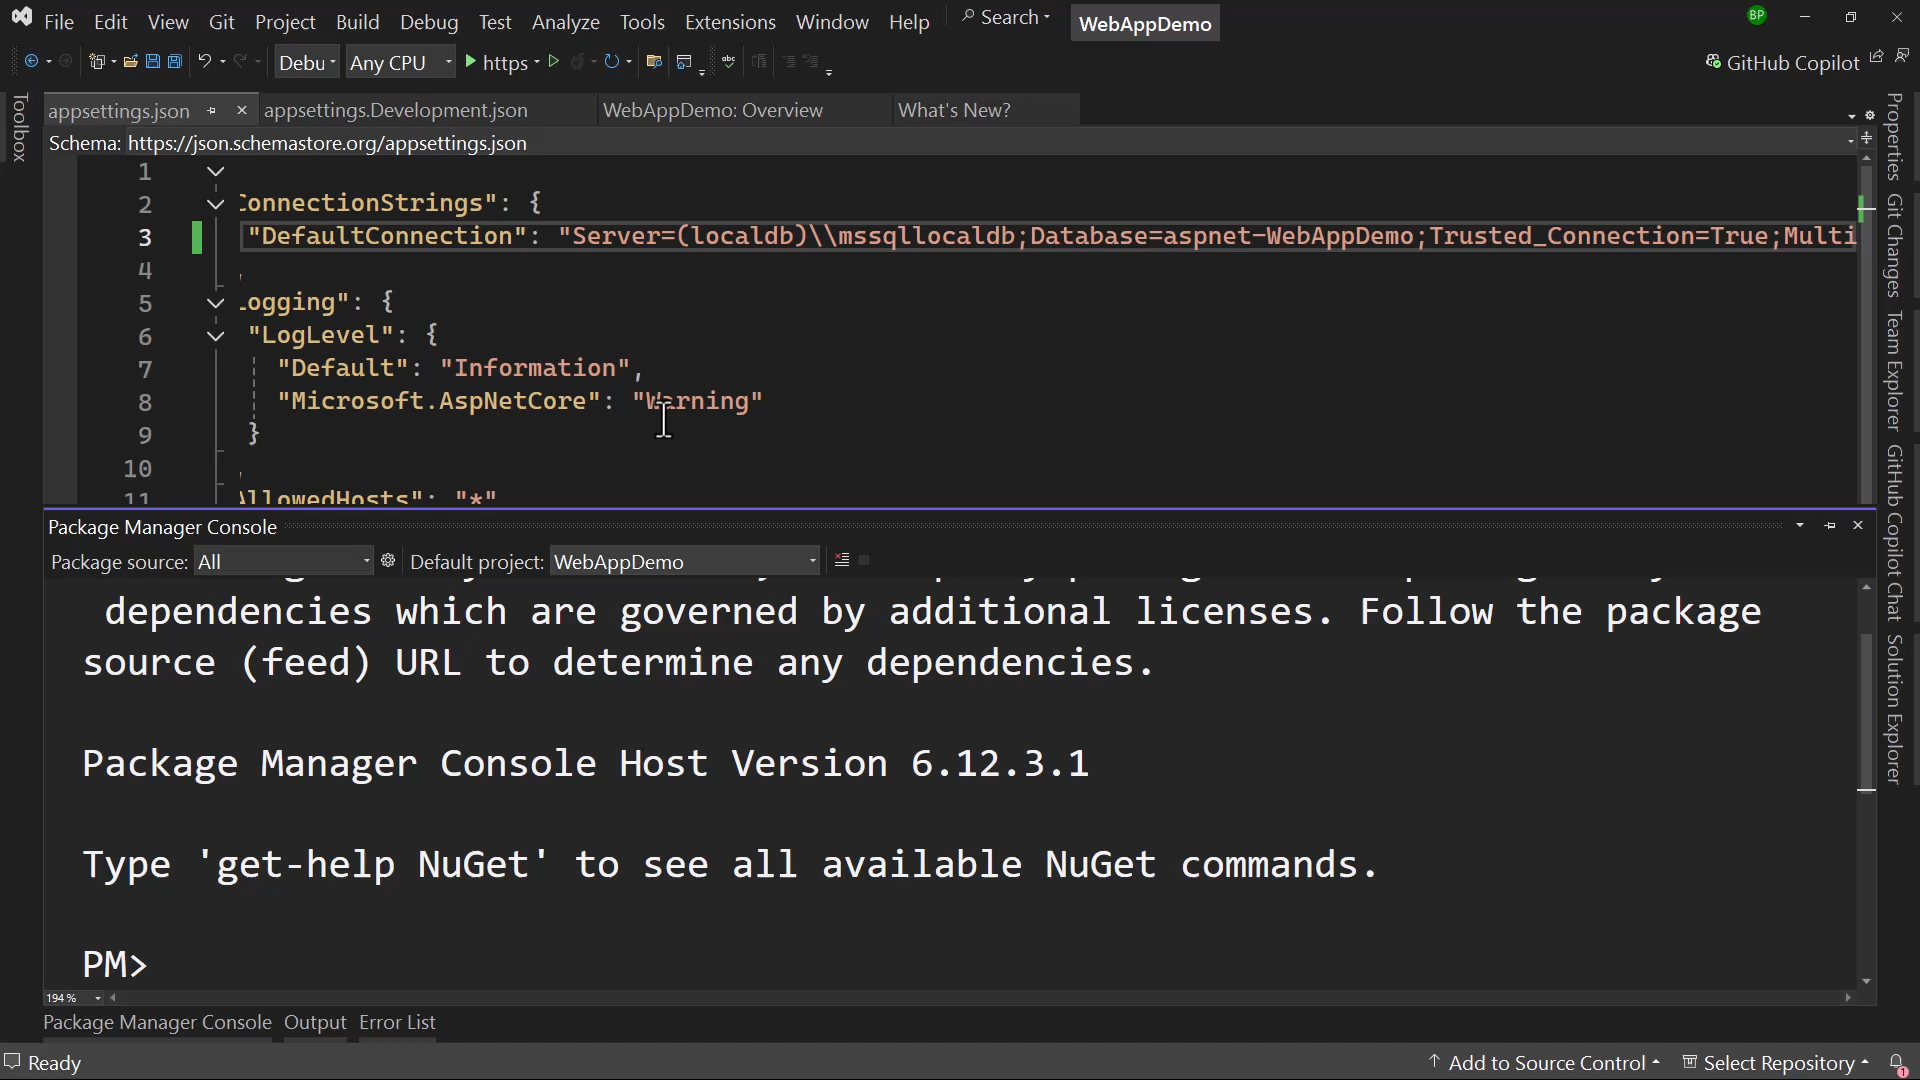 File Edit View Git Project Build Debug Test Analyze Tools Extensions Window Help Search WebAppDemo BP
Debu Any CPU https GitHub Copilot
appsettings.json appsettings.Development.json WebAppDemo: Overview What's New?
Schema: https://json.schemastore.org/appsettings.json
1
2 ConnectionStrings": {
3 "DefaultConnection": "Server=(localdb)\\mssqllocaldb;Database=aspnet-WebAppDemo;Trusted_Connection=True;Multi
4 ,
5 Logging": {
6 "LogLevel": {
7 "Default": "Information",
8 "Microsoft.AspNetCore": "Warning"
9 }
10 ,
11 AllowedHosts": "*"
Package Manager Console
Package source: All Default project: WebAppDemo
dependencies which are governed by additional licenses. Follow the package
source (feed) URL to determine any dependencies.
Package Manager Console Host Version 6.12.3.1
Type 'get-help NuGet' to see all available NuGet commands.
PM>
194 %
Package Manager Console Output Error List
Ready Add to Source Control Select Repository 1
Toolbox
Properties
Git Changes
Team Explorer
GitHub Copilot Chat
Solution Explorer